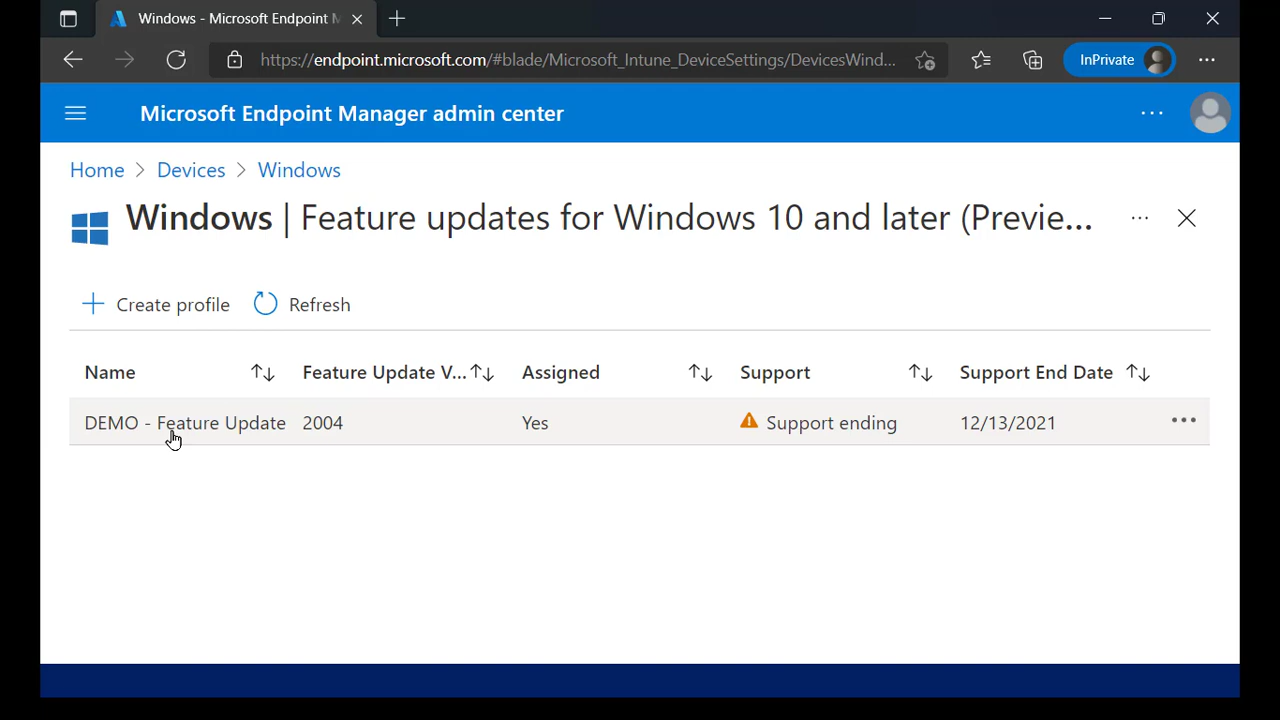 Windows - Microsoft Endpoint M
https://endpoint.microsoft.com/#blade/Microsoft_Intune_DeviceSettings/DevicesWind...
InPrivate
Microsoft Endpoint Manager admin center
Home > Devices > Windows
Windows | Feature updates for Windows 10 and later (Previe...
Create profile Refresh
Name Feature Update V... Assigned Support Support End Date
DEMO - Feature Update 2004 Yes Support ending 12/13/2021